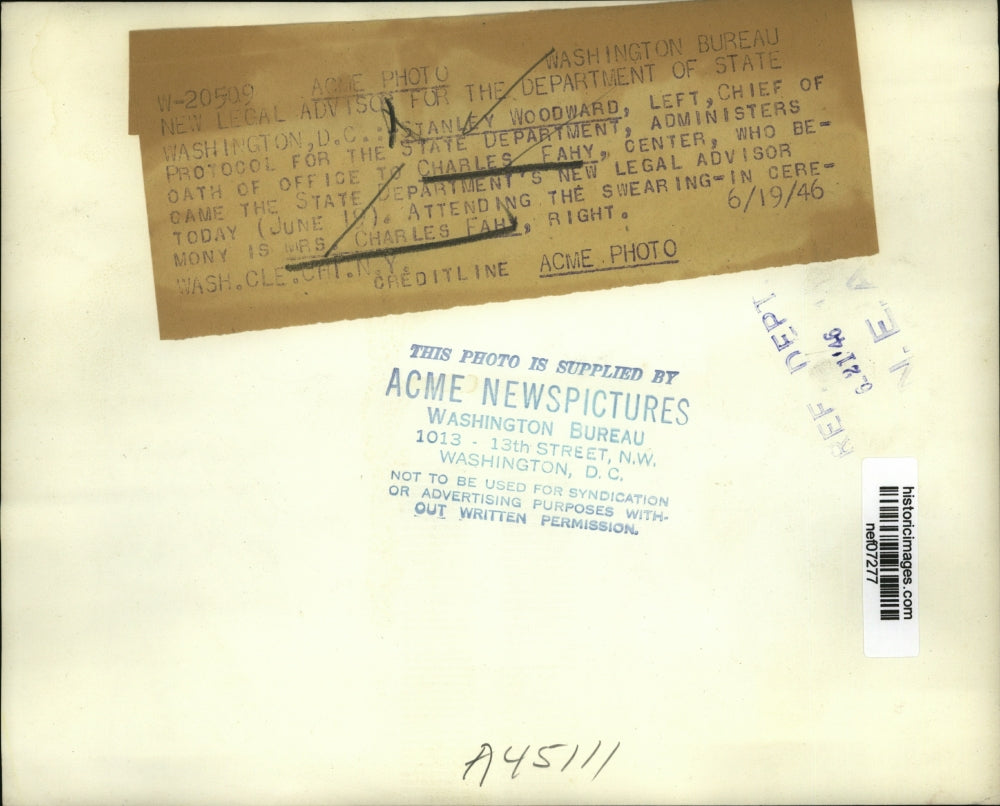 W-20509 ACME PHOTO WASHINGTON BUREAU
NEW LEGAL ADVISOR FOR THE DEPARTMENT OF STATE
WASHINGTON, D.C.: STANLEY WOODWARD, LEFT, CHIEF OF
PROTOCOL FOR THE STATE DEPARTMENT, ADMINISTERS
OATH OF OFFICE TO CHARLES FAHY, CENTER, WHO BE-
CAME THE STATE DEPARTMENT'S NEW LEGAL ADVISOR
TODAY (JUNE 19). ATTENDING THE SWEARING-IN CERE-
MONY IS MRS. CHARLES FAHY, RIGHT. 6/19/46
WASH.CLE.CHI.N.Y.
CREDITLINE ACME PHOTO
THIS PHOTO IS SUPPLIED BY
ACME NEWSPICTURES
WASHINGTON BUREAU
1013 - 13th STREET, N.W.
WASHINGTON, D. C.
NOT TO BE USED FOR SYNDICATION
OR ADVERTISING PURPOSES WITH-
OUT WRITTEN PERMISSION.
REF DEPT.
6.21'46
N. E. A.
historicimages.com
nef07277
A45111